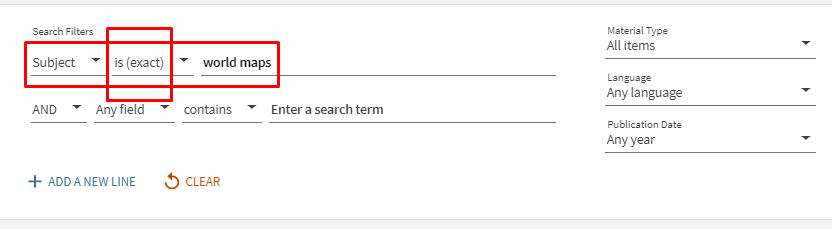 Search Filters
Subject is (exact) world maps
AND Any field contains Enter a search term
+ ADD A NEW LINE CLEAR
Material Type
All items
Language
Any language
Publication Date
Any year